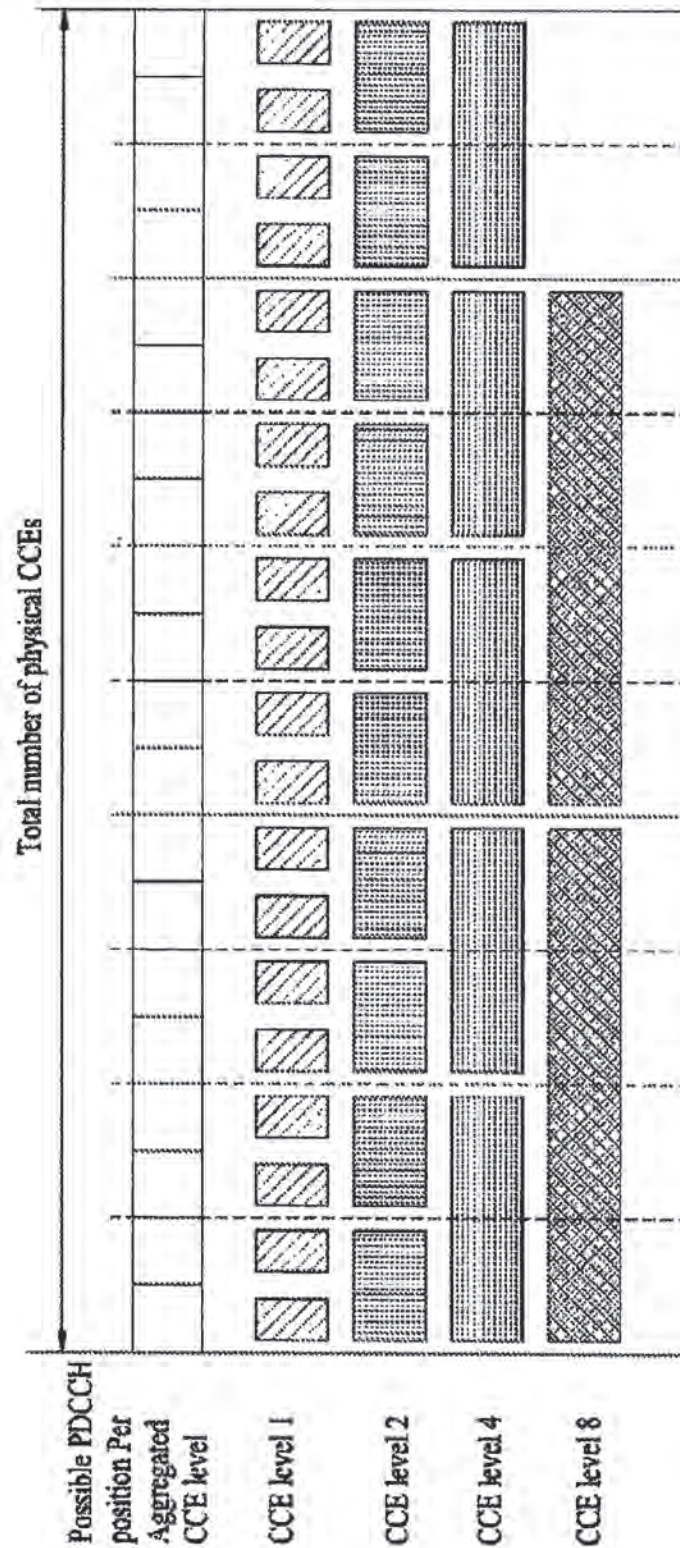 Total number of physical CCEs
Possible PDCCH
position Per
Aggregated
CCE level
CCE level 1
CCE level 2
CCE level 4
CCE level 8